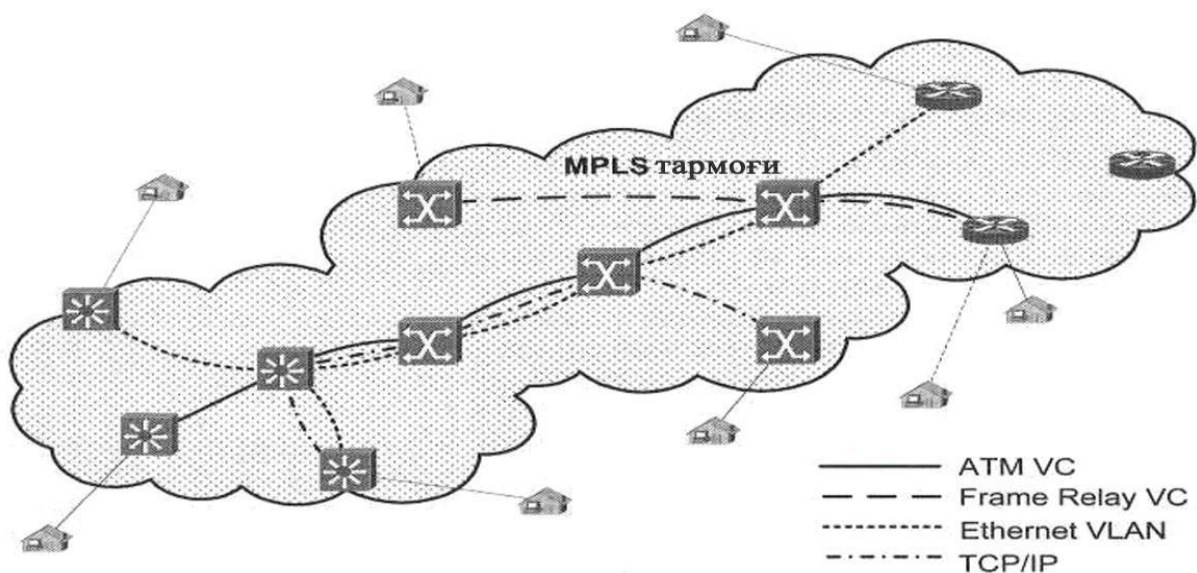 MPLS тармоғи
ATM VC
Frame Relay VC
Ethernet VLAN
TCP/IP